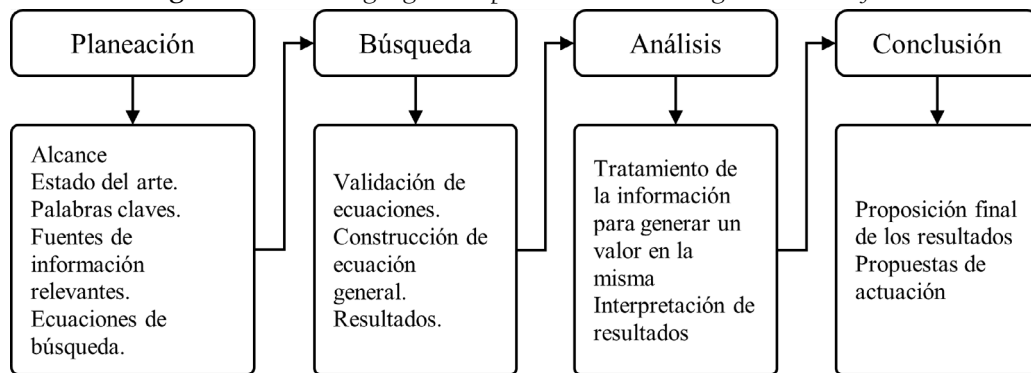 Planeación
Búsqueda
Análisis
Conclusión
Alcance
Estado del arte.
Palabras claves.
Fuentes de
información
relevantes.
Ecuaciones de
búsqueda.
Validación de
ecuaciones.
Construcción de
ecuación
general.
Resultados.
Tratamiento de
la información
para generar un
valor en la
misma
Interpretación de
resultados
Proposición final
de los resultados
Propuestas de
actuación